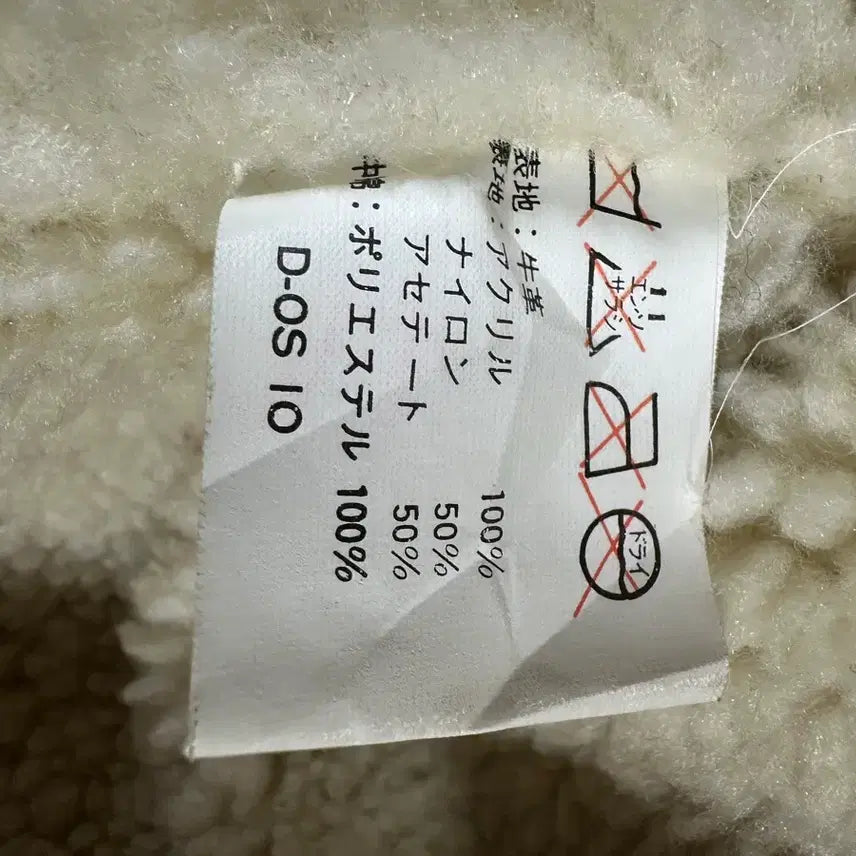 エンソ
サラシ
ドライ
表地：牛革
裏地：アクリル 100%
ナイロン 50%
アセテート 50%
綿：ポリエステル 100%
D-OS 10